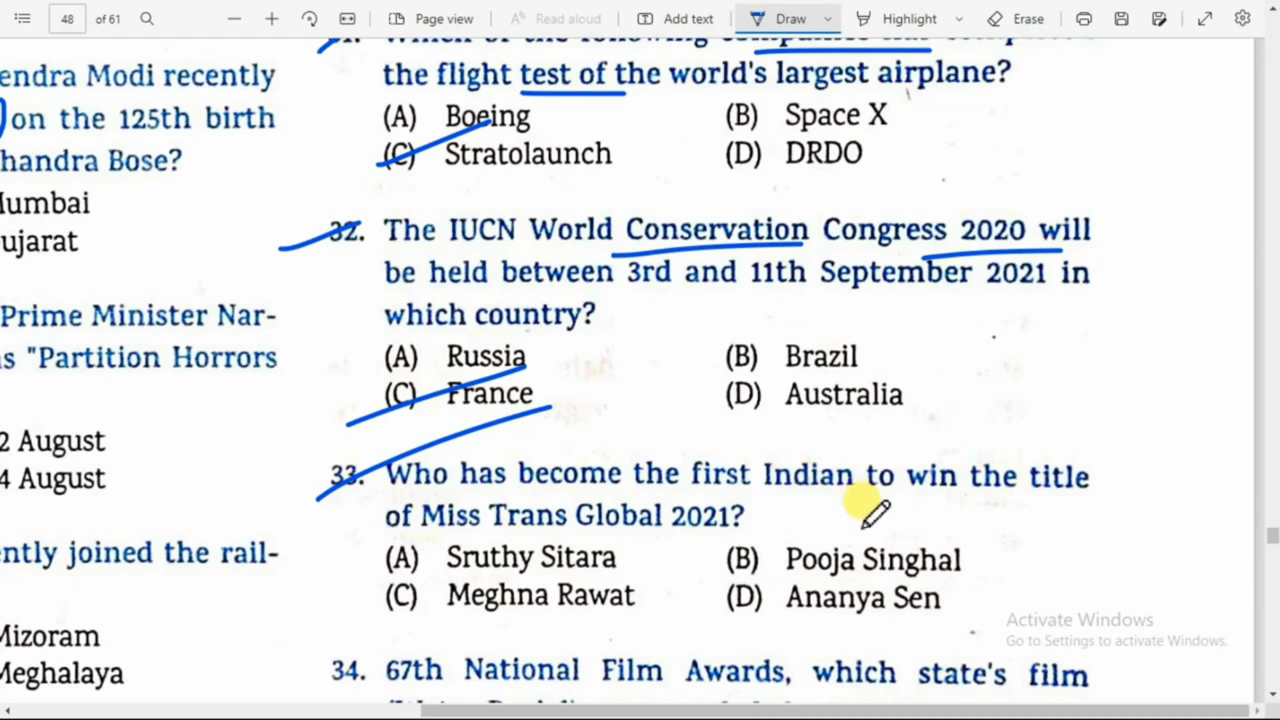 48 of 61
Page view
Read aloud
Add text
Draw
Highlight
Erase
endra Modi recently
on the 125th birth
handra Bose?
Mumbai
ujarat
Prime Minister Nar-
s "Partition Horrors
2 August
4 August
ently joined the rail-
Mizoram
Meghalaya
the flight test of the world's largest airplane?
(A) Boeing (B) Space X
(C) Stratolaunch (D) DRDO
32. The IUCN World Conservation Congress 2020 will
be held between 3rd and 11th September 2021 in
which country?
(A) Russia (B) Brazil
(C) France (D) Australia
33. Who has become the first Indian to win the title
of Miss Trans Global 2021?
(A) Sruthy Sitara (B) Pooja Singhal
(C) Meghna Rawat (D) Ananya Sen
34. 67th National Film Awards, which state's film
Activate Windows
Go to Settings to activate Windows.